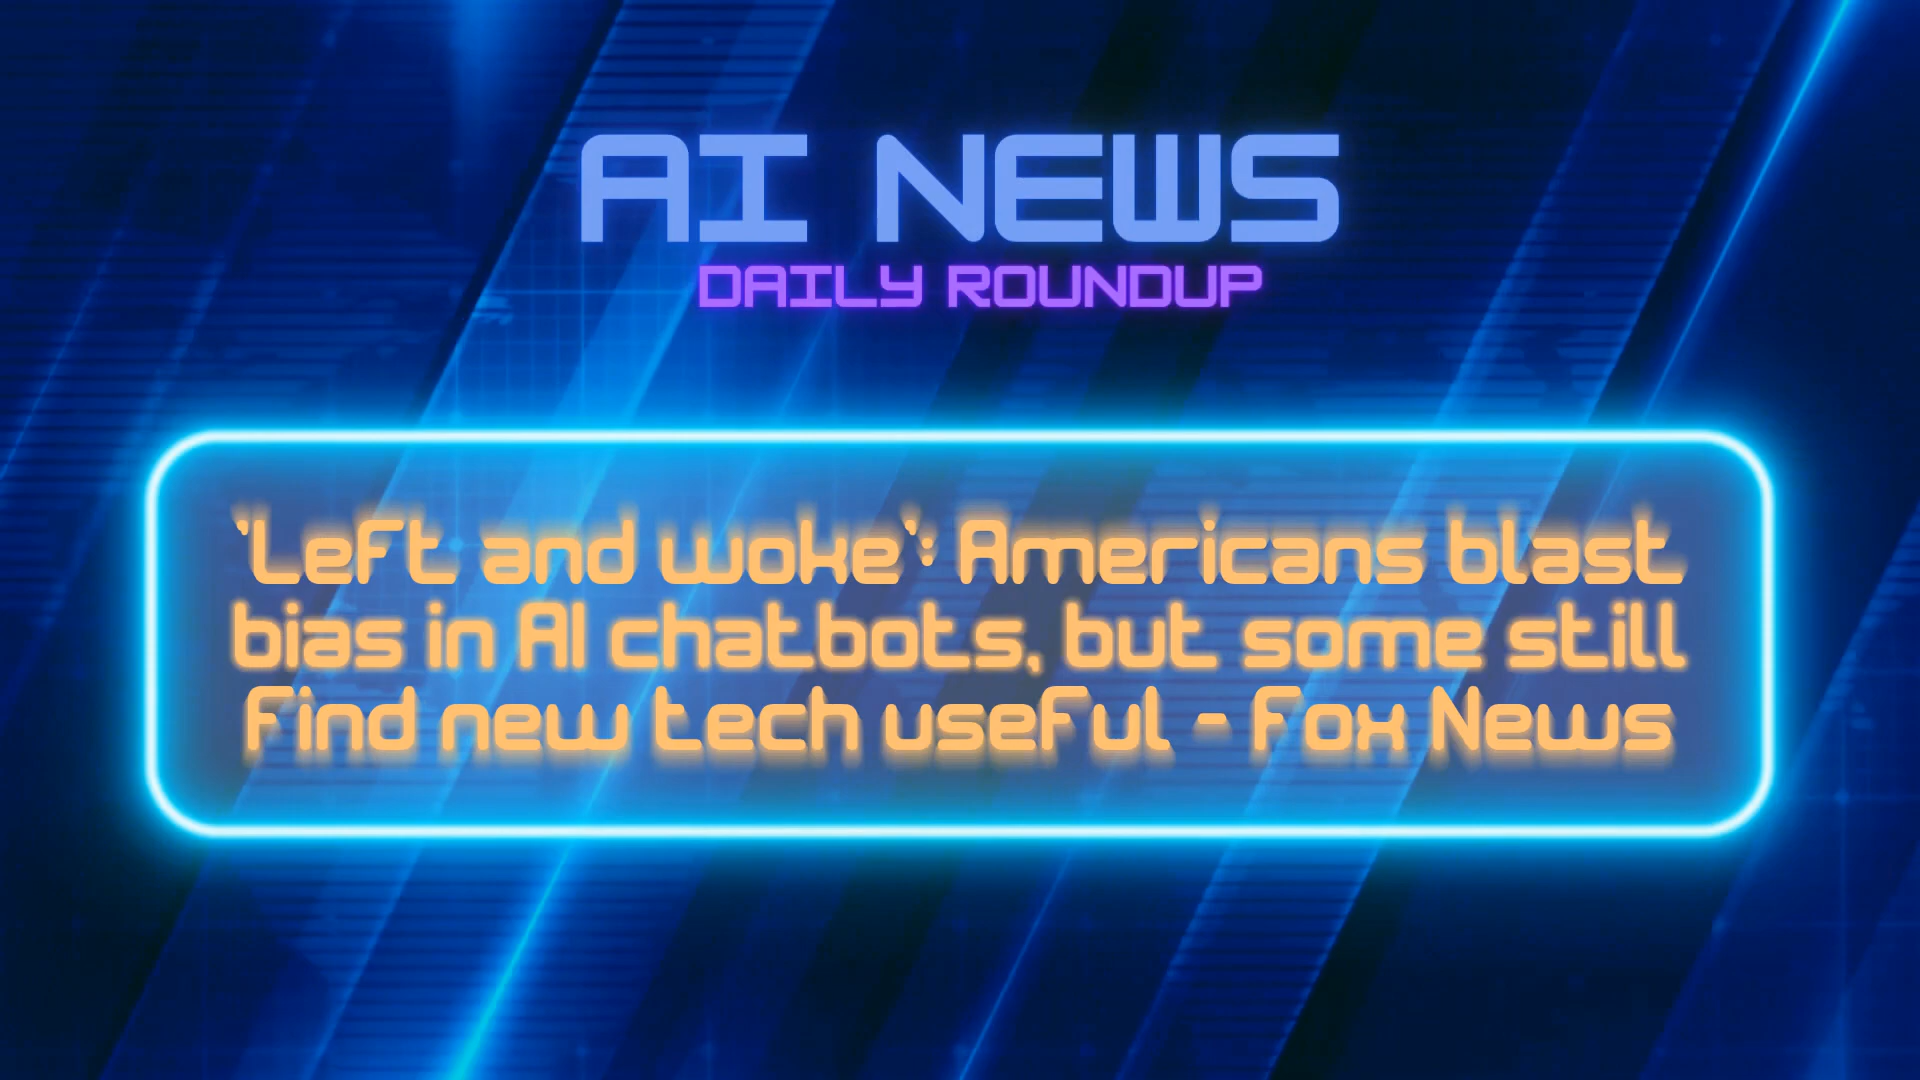 AI NEWS
DAILY ROUNDUP
'Left and woke': Americans blast
bias in AI chatbots, but some still
find new tech useful - Fox News